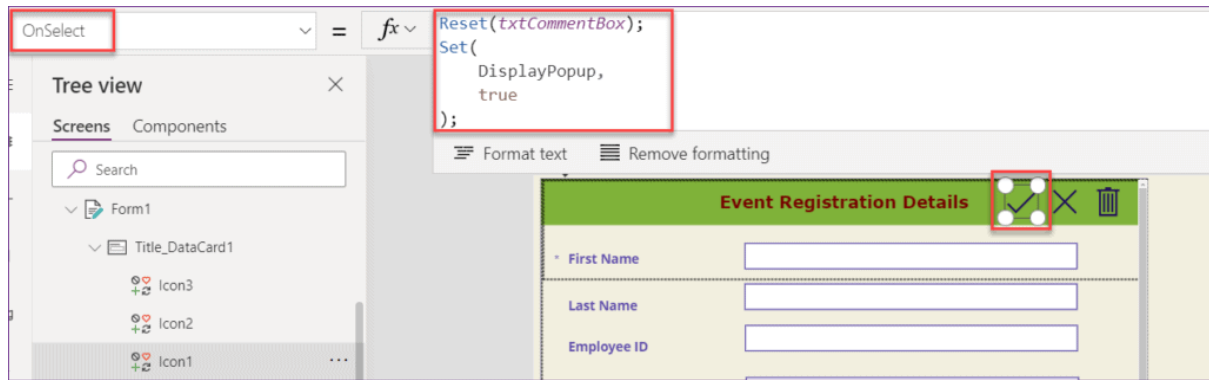 OnSelect
=
fx
Reset(txtCommentBox);
Set(
DisplayPopup,
true
);
Tree view
Screens Components
Search
Form1
Title_DataCard1
Icon3
Icon2
Icon1
...
Format text Remove formatting
Event Registration Details
* First Name
Last Name
Employee ID